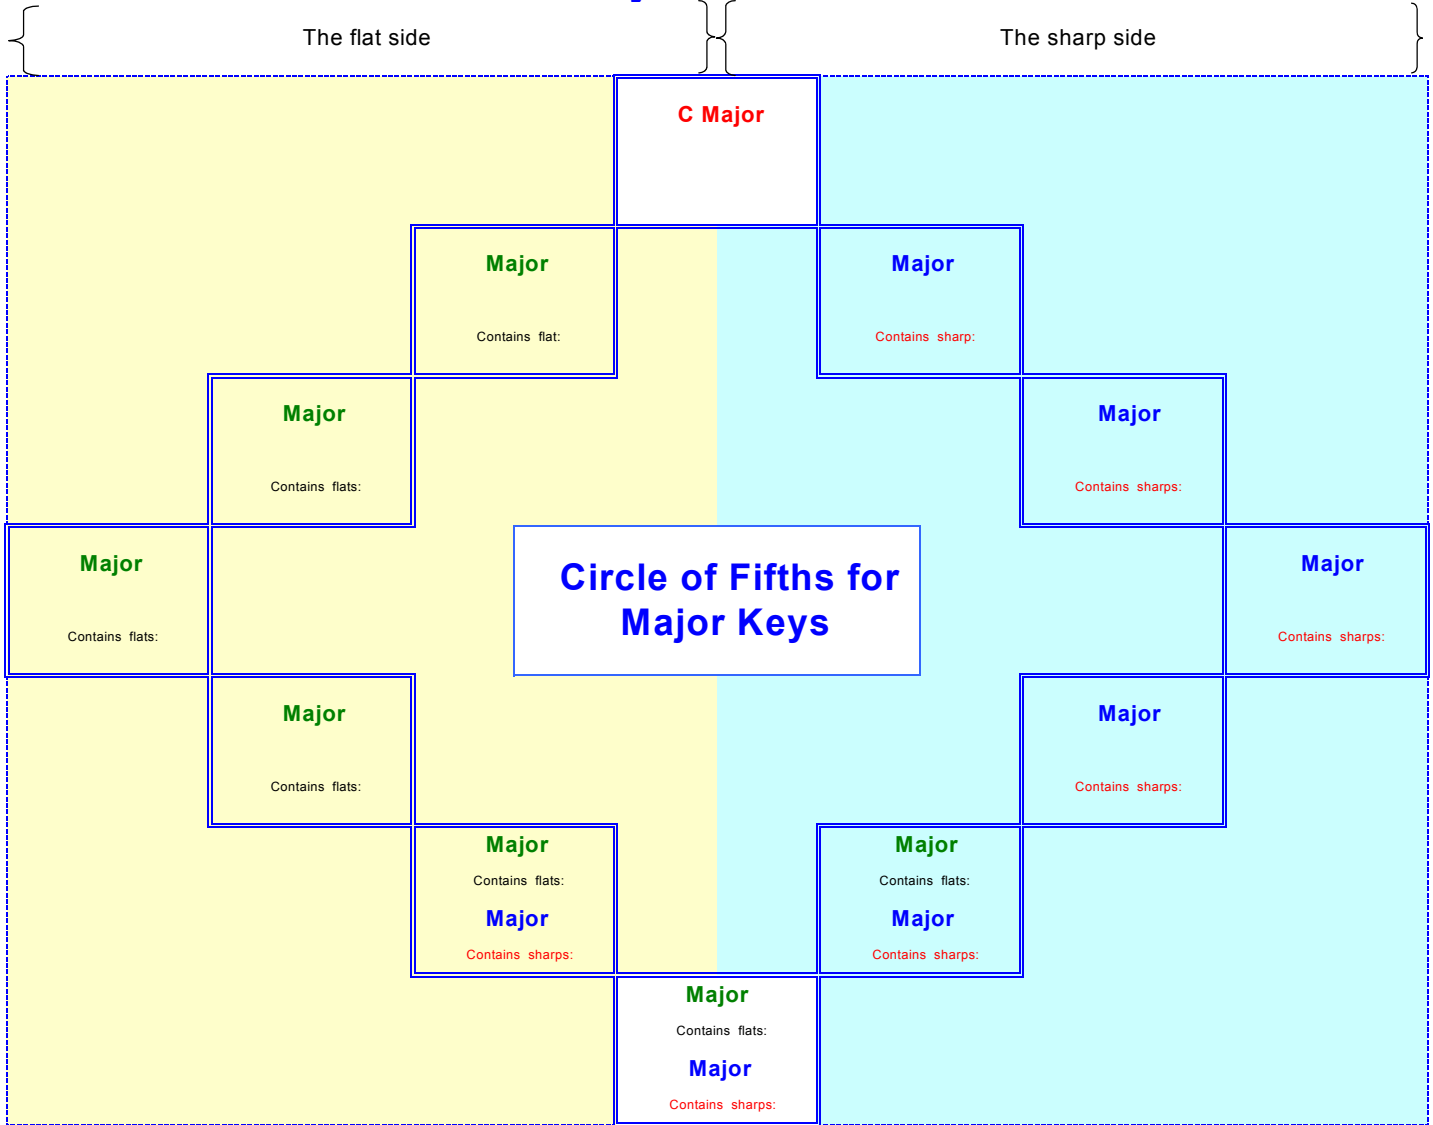 The flat side
The sharp side
C Major
Major
Major
Contains flat:
Contains sharp:
Major
Major
Contains flats:
Contains sharps:
Major
Circle of Fifths for
Major Keys
Major
Contains flats:
Contains sharps:
Major
Major
Contains flats:
Contains sharps:
Major
Contains flats:
Major
Contains sharps:
Major
Contains flats:
Major
Contains sharps:
Major
Contains flats:
Major
Contains sharps: